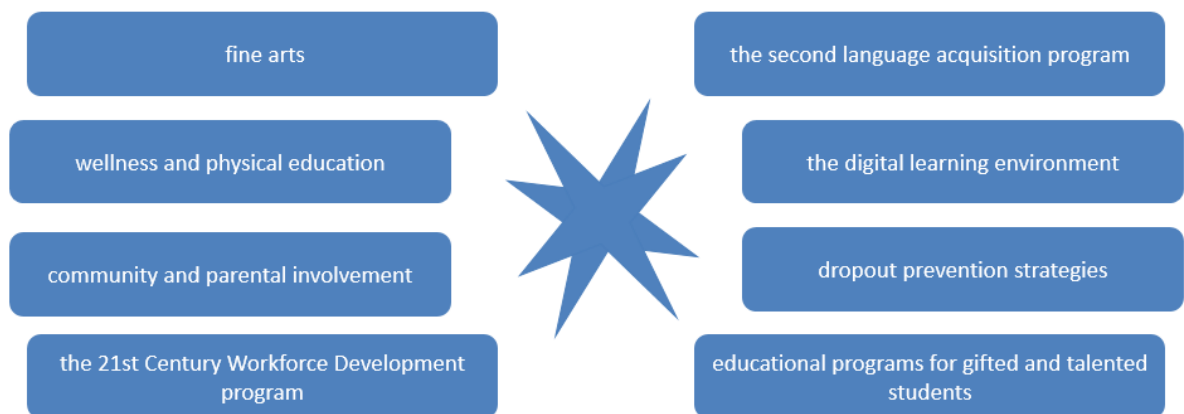 fine arts
wellness and physical education
community and parental involvement
the 21st Century Workforce Development
program
the second language acquisition program
the digital learning environment
dropout prevention strategies
educational programs for gifted and talented
students